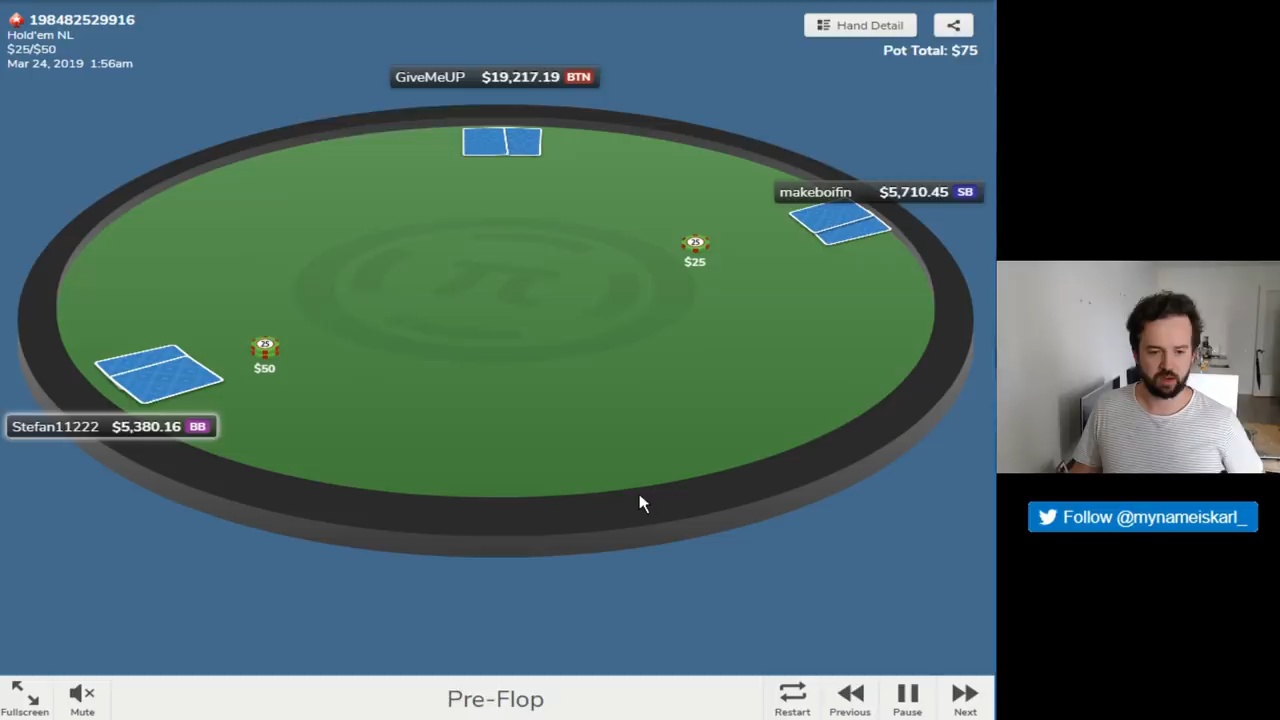 198482529916
Hold'em NL
$25/$50
Mar 24, 2019 1:56am
Hand Detail
Pot Total: $75
GiveMeUP $19,217.19 BTN
makeboifin $5,710.45 SB
25
$25
25
$50
Stefan11222 $5,380.16 BB
Follow @mynameiskarl_
Fullscreen
Mute
Pre-Flop
Restart
Previous
Pause
Next